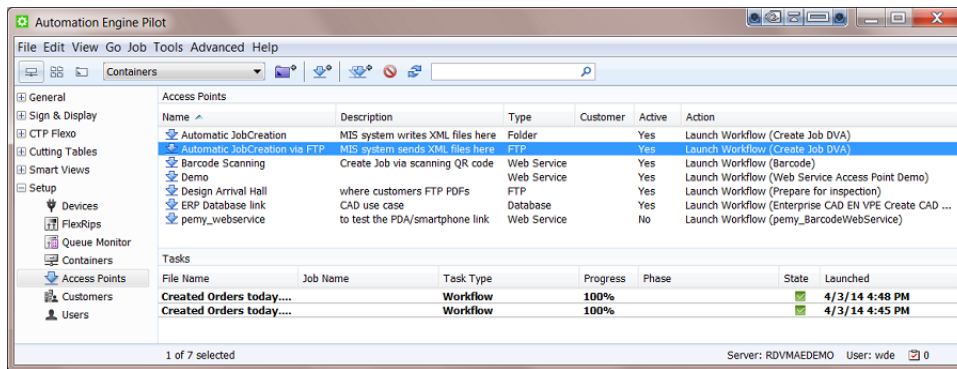 Automation Engine Pilot
File Edit View Go Job Tools Advanced Help
Containers
General
Sign & Display
CTP Flexo
Cutting Tables
Smart Views
Setup
Devices
FlexRips
Queue Monitor
Containers
Access Points
Customers
Users
Access Points
Name Description Type Customer Active Action
Automatic JobCreation MIS system writes XML files here Folder Yes Launch Workflow (Create Job DVA)
Automatic JobCreation via FTP MIS system sends XML files here FTP Yes Launch Workflow (Create Job DVA)
Barcode Scanning Create Job via scanning QR code Web Service Yes Launch Workflow (Barcode)
Demo Web Service Yes Launch Workflow (Web Service Access Point Demo)
Design Arrival Hall where customers FTP PDFs FTP Yes Launch Workflow (Prepare for inspection)
ERP Database link CAD use case Database Yes Launch Workflow (Enterprise CAD EN VPE Create CAD ...
pemy_webservice to test the PDA/smartphone link Web Service No Launch Workflow (pemy_BarcodeWebService)
Tasks
File Name Job Name Task Type Progress Phase State Launched
Created Orders today.... Workflow 100% 4/3/14 4:48 PM
Created Orders today.... Workflow 100% 4/3/14 4:45 PM
1 of 7 selected Server: RDVMAEDEMO User: wde 0